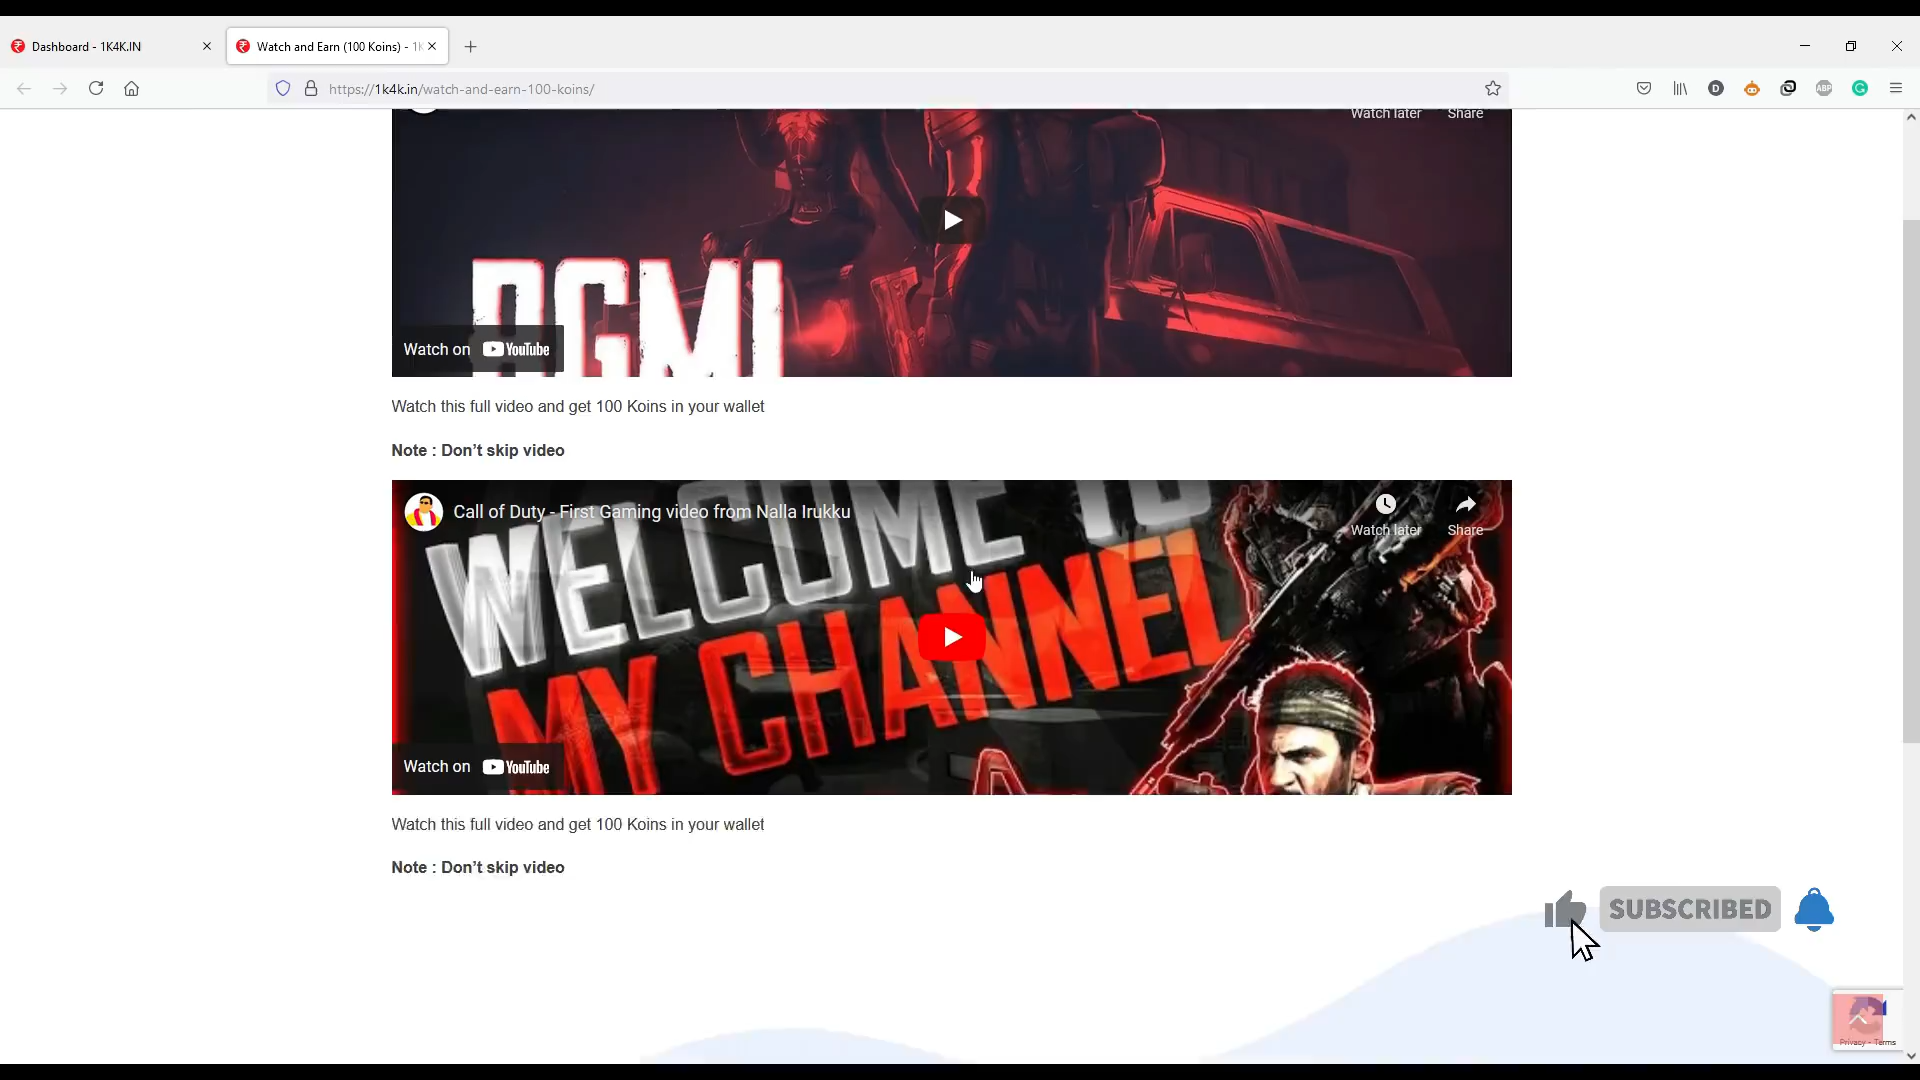 Dashboard - 1K4K.IN
Watch and Earn (100 Koins) - 1K
https://1k4k.in/watch-and-earn-100-koins/
ABP
D
G
Watch later
Share
BGMI
Watch on YouTube
Watch this full video and get 100 Koins in your wallet
Note : Don’t skip video
Call of Duty - First Gaming video from Nalla Irukku
Watch later
Share
WELCOME TO
MY CHANNEL
Watch on YouTube
Watch this full video and get 100 Koins in your wallet
Note : Don’t skip video
SUBSCRIBED
Privacy - Terms